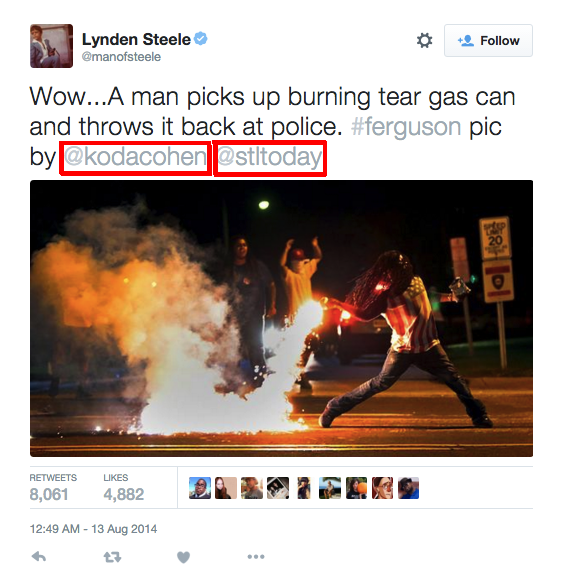 Lynden Steele
@manofsteele
Follow
Wow...A man picks up burning tear gas can
and throws it back at police. #ferguson pic
by @kodacohen @stltoday
SPEED
LIMIT
20
RETWEETS LIKES
8,061 4,882
12:49 AM - 13 Aug 2014